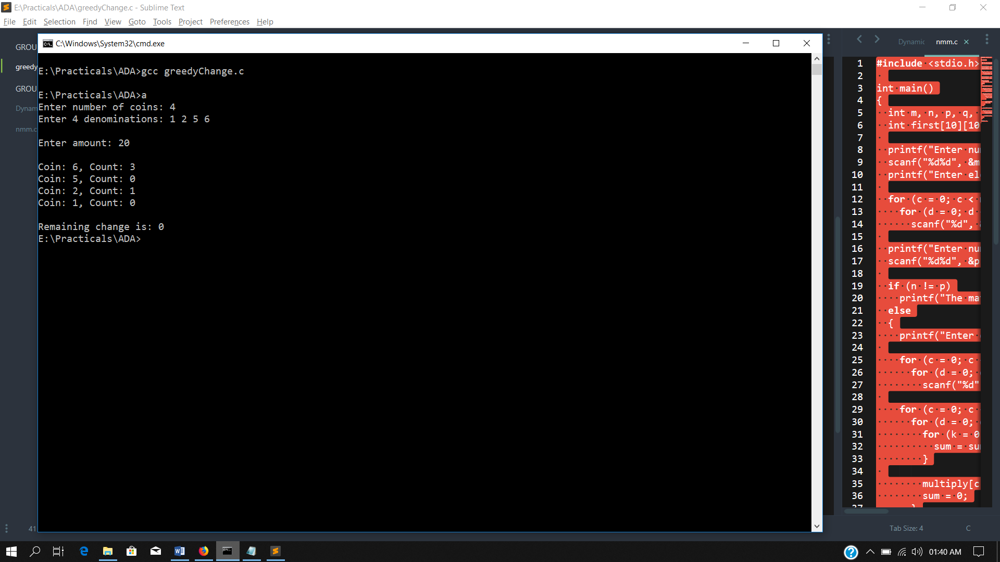 E:\Practicals\ADA\greedyChange.c - Sublime Text
File Edit Selection Find View Goto Tools Project Preferences Help
C:\Windows\System32\cmd.exe
GROU
greedy
GROU
Dynam
nmm.c
E:\Practicals\ADA>gcc greedyChange.c
E:\Practicals\ADA>a
Enter number of coins: 4
Enter 4 denominations: 1 2 5 6
Enter amount: 20
Coin: 6, Count: 3
Coin: 5, Count: 0
Coin: 2, Count: 1
Coin: 1, Count: 0
Remaining change is: 0
E:\Practicals\ADA>
Dynamic nmm.c
1 #include <stdio.h>
2
3 int main()
4 {
5 int m, n, p, q,
6 int first[10][10
7
8 printf("Enter nu
9 scanf("%d%d", &m
10 printf("Enter el
11
12 for (c = 0; c <
13 for (d = 0; d
14 scanf("%d",
15
16 printf("Enter nu
17 scanf("%d%d", &p
18
19 if (n != p)
20 printf("The ma
21 else
22 {
23 printf("Enter
24
25 for (c = 0; c
26 for (d = 0;
27 scanf("%d"
28
29 for (c = 0; c
30 for (d = 0;
31 for (k = 0
32 sum = su
33 }
34
35 multiply[c
36 sum = 0;
37 }
41
Tab Size: 4 C
01:40 AM